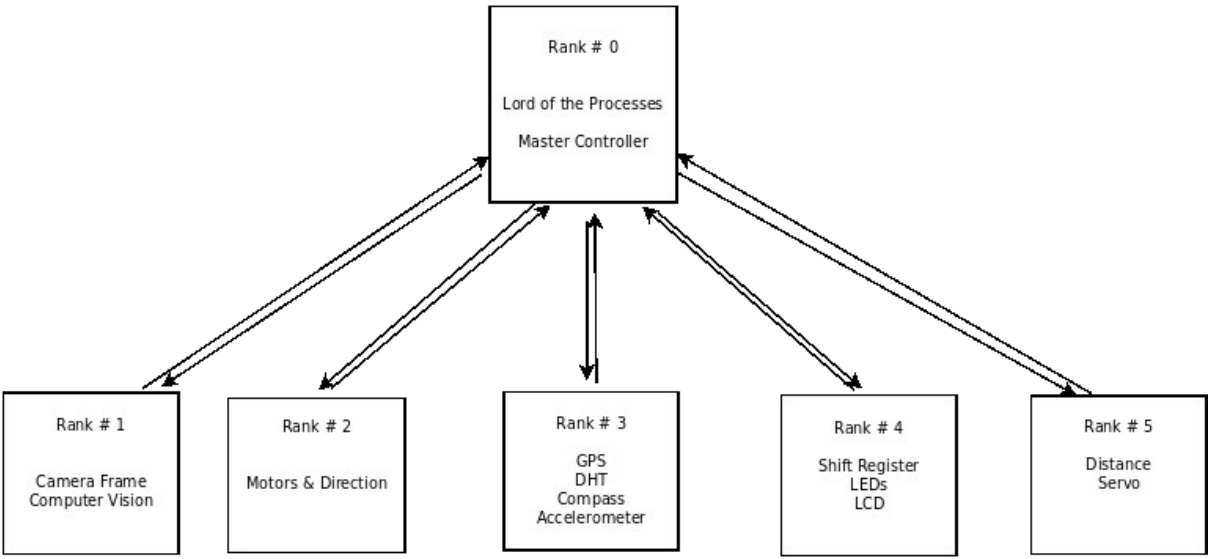 Rank # 0
Lord of the Processes
Master Controller
Rank # 1
Camera Frame
Computer Vision
Rank # 2
Motors & Direction
Rank # 3
GPS
DHT
Compass
Accelerometer
Rank # 4
Shift Register
LEDs
LCD
Rank # 5
Distance
Servo